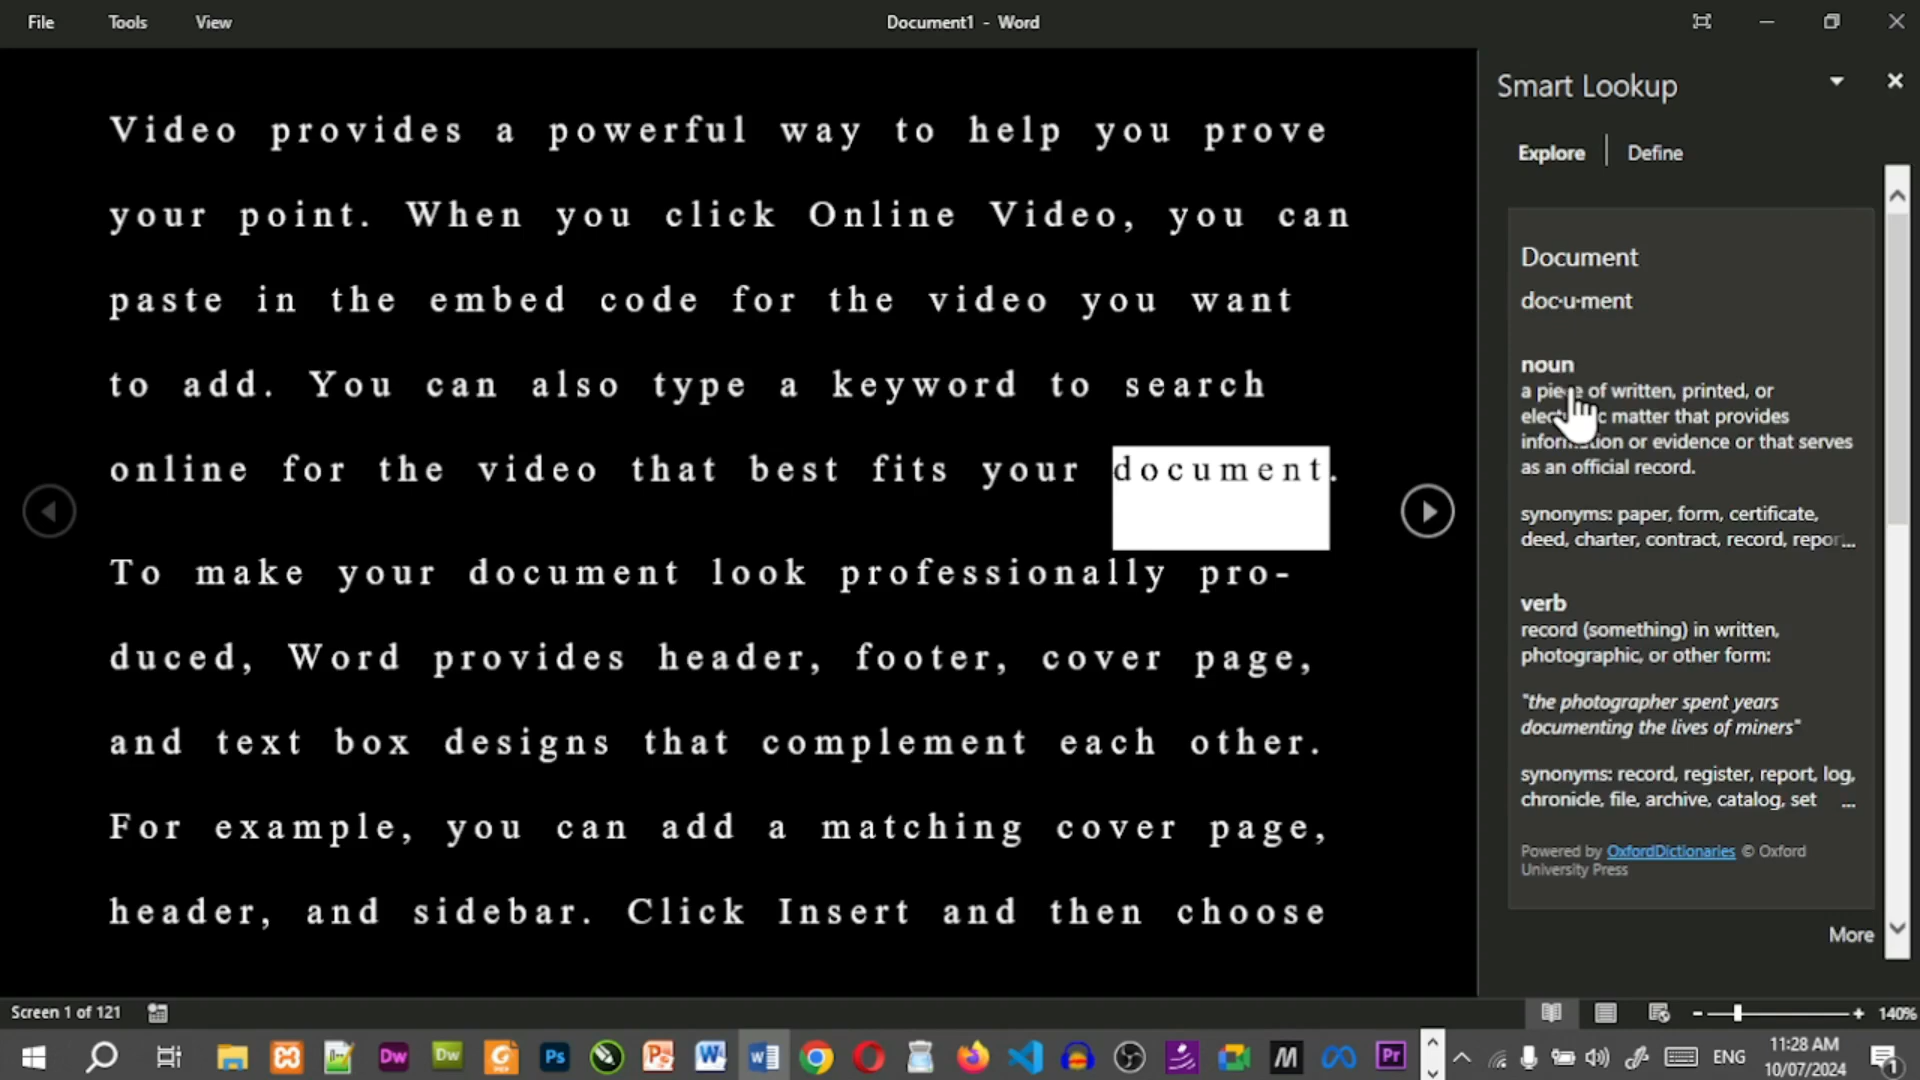 File Tools View Document1 - Word
Video provides a powerful way to help you prove
your point. When you click Online Video, you can
paste in the embed code for the video you want
to add. You can also type a keyword to search
online for the video that best fits your document.
To make your document look professionally pro-
duced, Word provides header, footer, cover page,
and text box designs that complement each other.
For example, you can add a matching cover page,
header, and sidebar. Click Insert and then choose
Smart Lookup
Explore Define
Document
doc·u·ment
noun
a piece of written, printed, or
matter that provides
information or evidence or that serves
as an official record.
synonyms: paper, form, certificate,
deed, charter, contract, record, repor...
verb
record (something) in written,
photographic, or other form:
"the photographer spent years
documenting the lives of miners"
synonyms: record, register, report, log,
chronicle, file, archive, catalog, set ...
Powered by OxfordDictionaries © Oxford
University Press
More
Screen 1 of 121
140%
Dw Dw Ps Pr
ENG
11:28 AM
10/07/2024
1